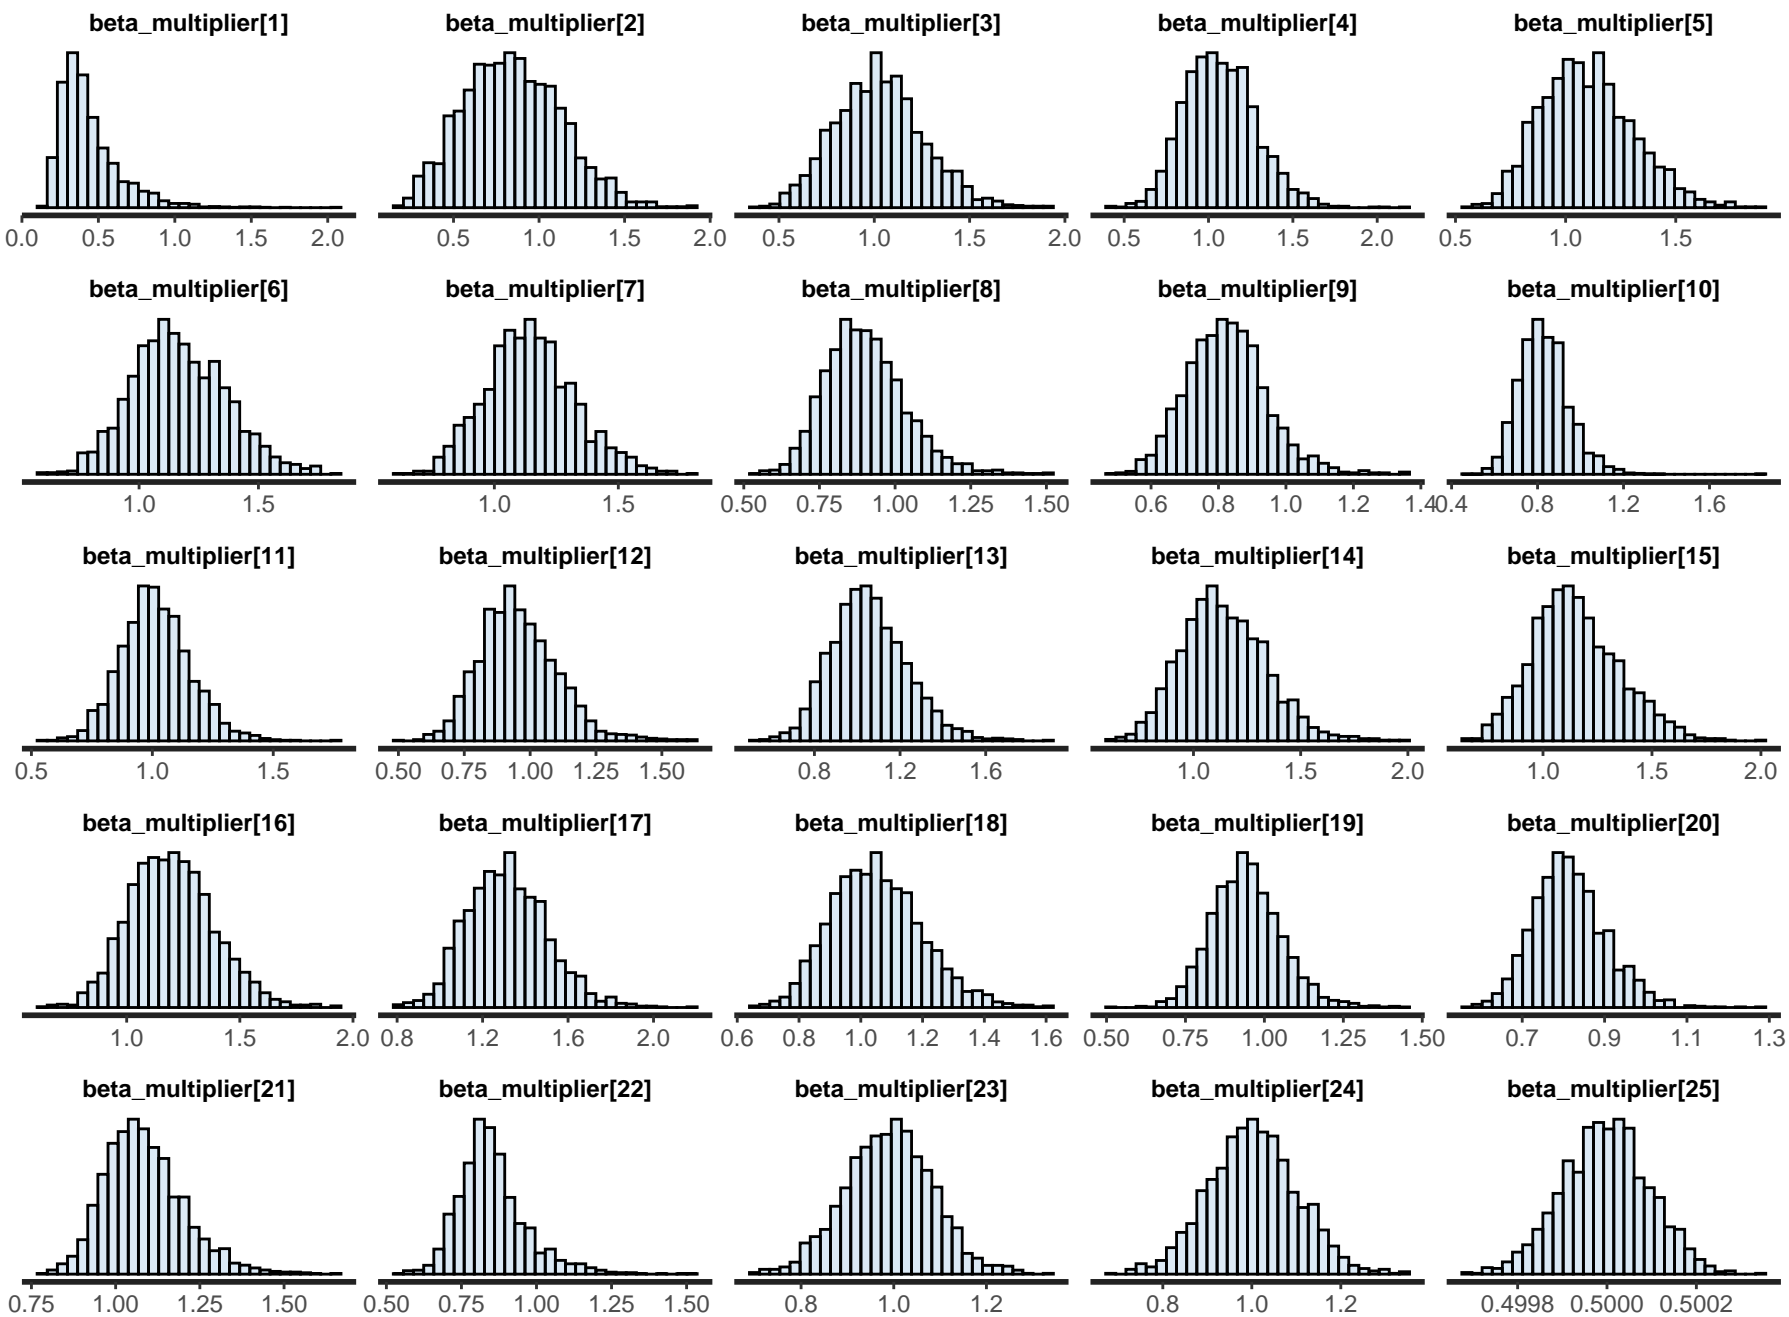 beta_multiplier[1] beta_multiplier[2] beta_multiplier[3] beta_multiplier[4] beta_multiplier[5]
0.0 0.5 1.0 1.5 2.0 0.5 1.0 1.5 2.0 0.5 1.0 1.5 2.0 0.5 1.0 1.5 2.0 0.5 1.0 1.5
beta_multiplier[6] beta_multiplier[7] beta_multiplier[8] beta_multiplier[9] beta_multiplier[10]
1.0 1.5 1.0 1.5 0.50 0.75 1.00 1.25 1.50 0.6 0.8 1.0 1.2 1.4 0.4 0.8 1.2 1.6
beta_multiplier[11] beta_multiplier[12] beta_multiplier[13] beta_multiplier[14] beta_multiplier[15]
0.5 1.0 1.5 0.50 0.75 1.00 1.25 1.50 0.8 1.2 1.6 1.0 1.5 2.0 1.0 1.5 2.0
beta_multiplier[16] beta_multiplier[17] beta_multiplier[18] beta_multiplier[19] beta_multiplier[20]
1.0 1.5 2.0 0.8 1.2 1.6 2.0 0.6 0.8 1.0 1.2 1.4 1.6 0.50 0.75 1.00 1.25 1.50 0.7 0.9 1.1 1.3
beta_multiplier[21] beta_multiplier[22] beta_multiplier[23] beta_multiplier[24] beta_multiplier[25]
0.75 1.00 1.25 1.50 0.50 0.75 1.00 1.25 1.50 0.8 1.0 1.2 0.8 1.0 1.2 0.4998 0.5000 0.5002